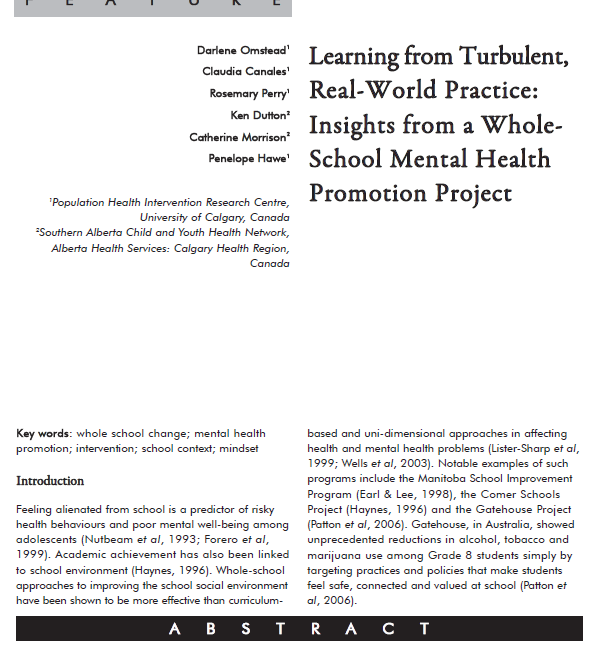 F E A T U R E
Darlene Omstead¹
Claudia Canales¹
Rosemary Perry¹
Ken Dutton²
Catherine Morrison²
Penelope Hawe¹
¹Population Health Intervention Research Centre,
University of Calgary, Canada
²Southern Alberta Child and Youth Health Network,
Alberta Health Services: Calgary Health Region,
Canada
Learning from Turbulent,
Real-World Practice:
Insights from a Whole-
School Mental Health
Promotion Project
Key words: whole school change; mental health
promotion; intervention; school context; mindset
Introduction
Feeling alienated from school is a predictor of risky
health behaviours and poor mental well-being among
adolescents (Nutbeam et al, 1993; Forero et al,
1999). Academic achievement has also been linked
to school environment (Haynes, 1996). Whole-school
approaches to improving the school social environment
have been shown to be more effective than curriculum-
based and uni-dimensional approaches in affecting
health and mental health problems (Lister-Sharp et al,
1999; Wells et al, 2003). Notable examples of such
programs include the Manitoba School Improvement
Program (Earl & Lee, 1998), the Comer Schools
Project (Haynes, 1996) and the Gatehouse Project
(Patton et al, 2006). Gatehouse, in Australia, showed
unprecedented reductions in alcohol, tobacco and
marijuana use among Grade 8 students simply by
targeting practices and policies that make students
feel safe, connected and valued at school (Patton et
al, 2006).
A B S T R A C T